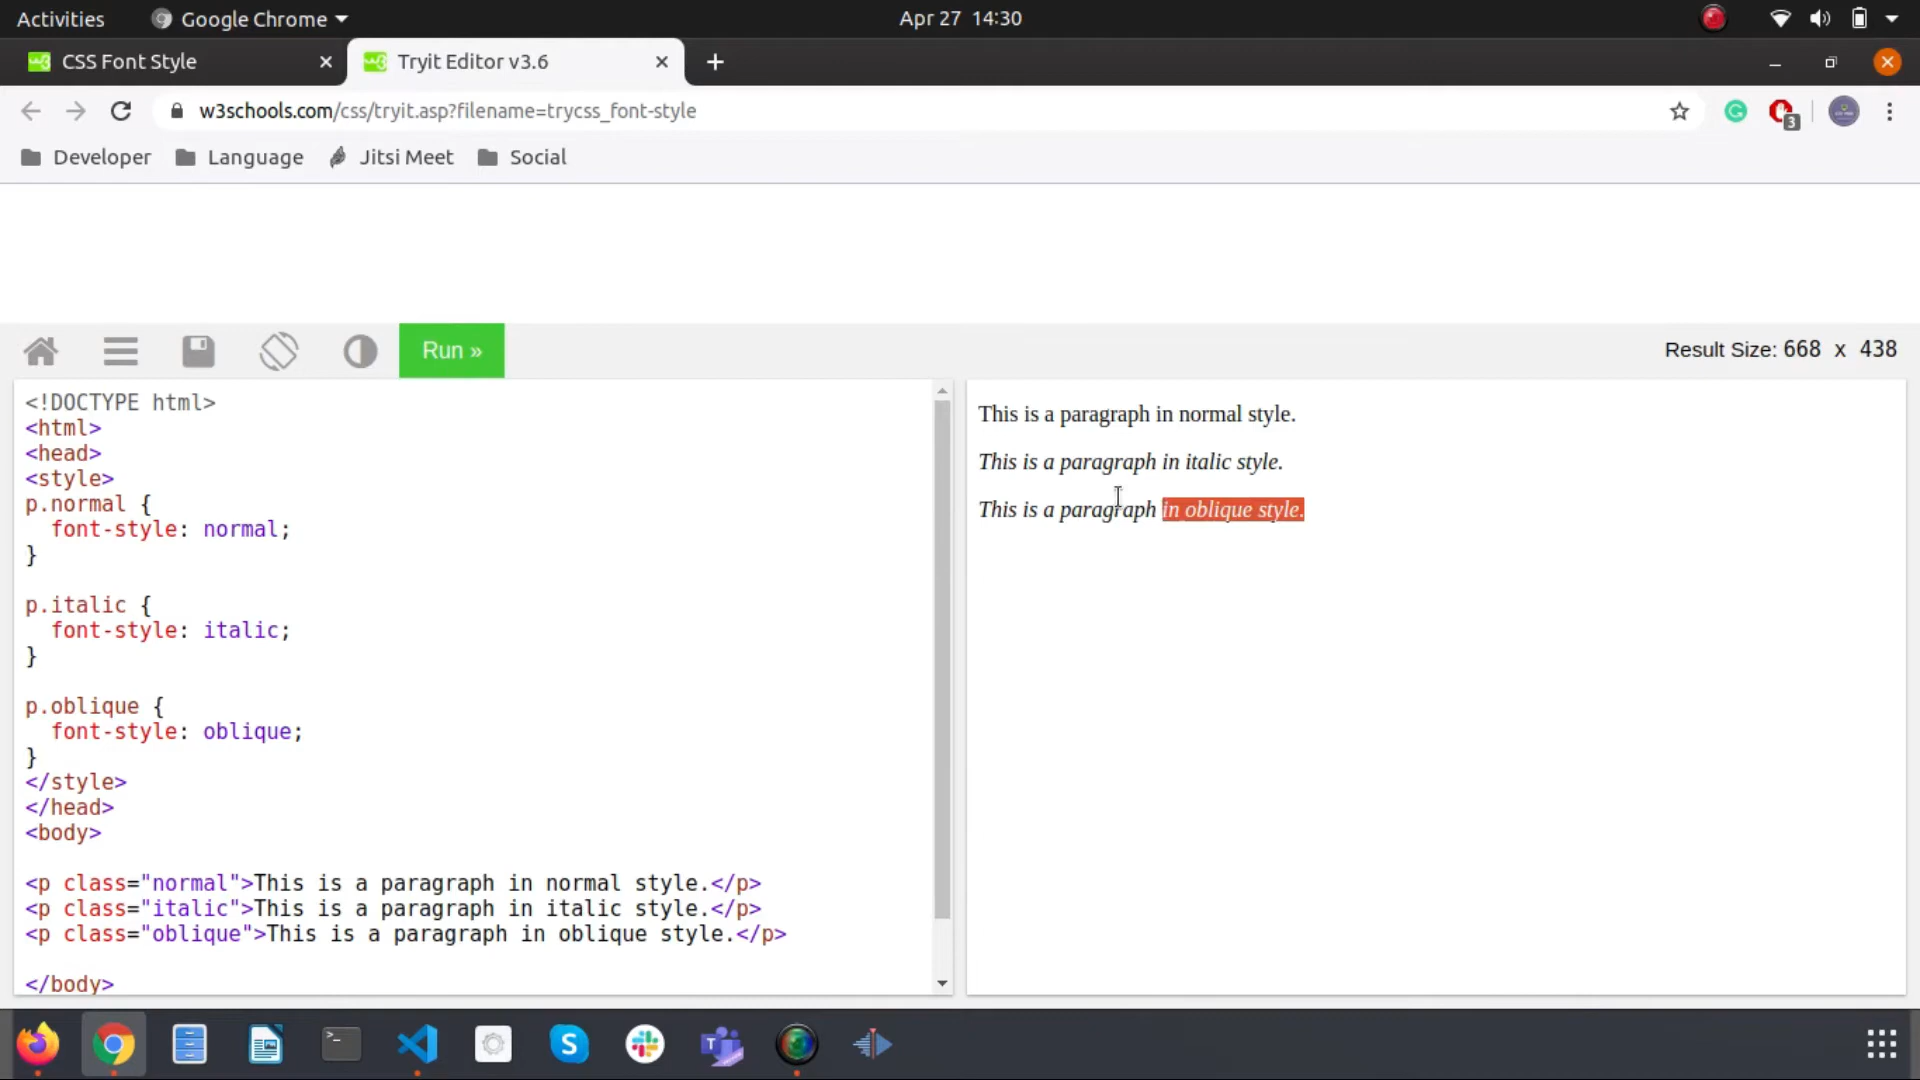 Activities Google Chrome Apr 27 14:30
CSS Font Style Tryit Editor v3.6
w3schools.com/css/tryit.asp?filename=trycss_font-style 3
Developer Language Jitsi Meet Social
Run » Result Size: 668 x 438
<!DOCTYPE html>
<html>
<head>
<style>
p.normal {
  font-style: normal;
}
p.italic {
  font-style: italic;
}
p.oblique {
  font-style: oblique;
}
</style>
</head>
<body>
<p class="normal">This is a paragraph in normal style.</p>
<p class="italic">This is a paragraph in italic style.</p>
<p class="oblique">This is a paragraph in oblique style.</p>
</body>
This is a paragraph in normal style.
This is a paragraph in italic style.
This is a paragraph in oblique style.